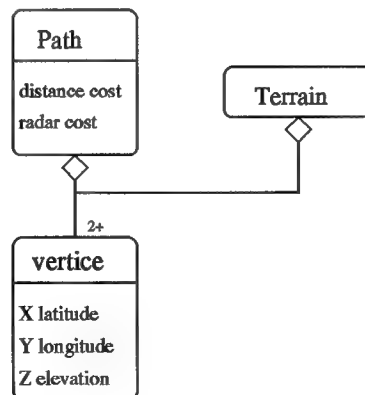 Path
distance cost
radar cost
Terrain
2+
vertice
X latitude
Y longitude
Z elevation